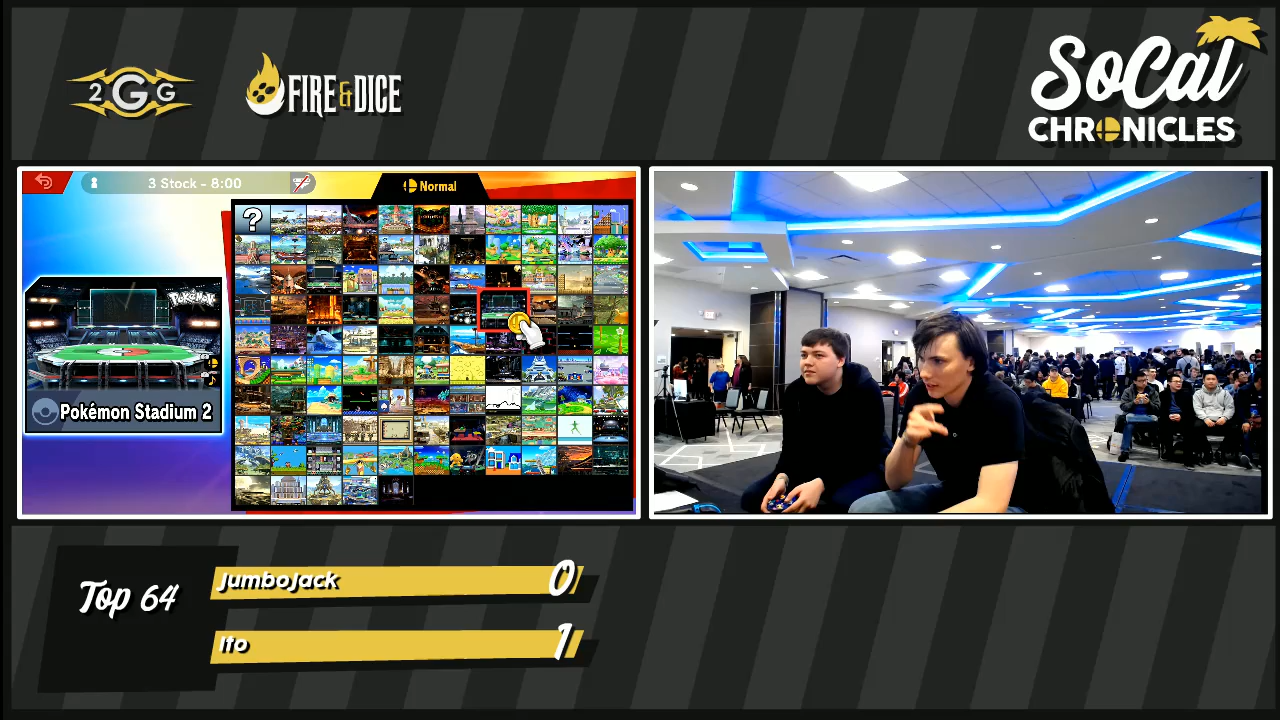 2GG
FIRE & DICE
SoCal
CHRONICLES
3 Stock - 8:00
Normal
?
POKéMON
Pokémon Stadium 2
Top 64
JumboJack
0
Ito
1